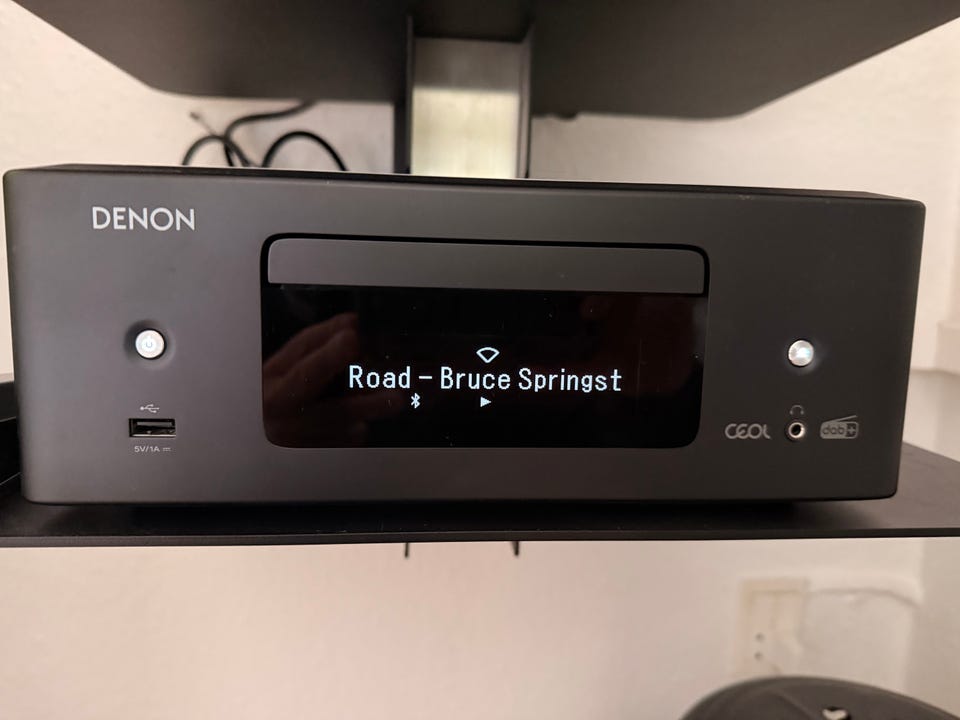 DENON
Road – Bruce Springst
5V/1A
CEOL
dab+